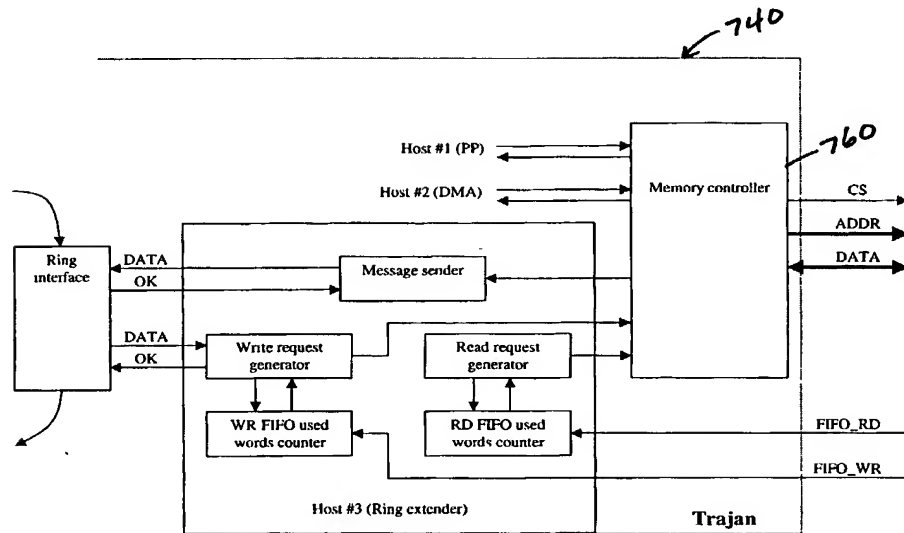 740
Host #1 (PP)
Host #2 (DMA)
Memory controller
760
CS
ADDR
DATA
Ring
interface
DATA
OK
Message sender
DATA
OK
Write request
generator
Read request
generator
WR FIFO used
words counter
RD FIFO used
words counter
FIFO_RD
FIFO_WR
Host #3 (Ring extender)
Trajan